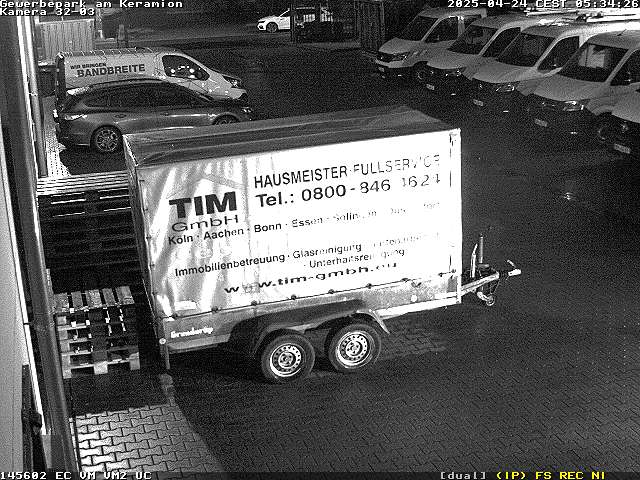 Gewerbepark am Keramion
2025-04-24 CEST 05:34:26
Kamera 32-03
WIR BRINGEN
BANDBREITE
TIM
GmbH
HAUSMEISTER-FULLSERVICE
Tel.: 0800-846 1624
Köln - Aachen - Bonn - Essen - Solingen
Immobilienbetreuung - Glasreinigung
- Unterhaltsreinigung
www.tim-gmbh.eu
Brenderup
145602 EC VM VM2 UC
[dual] (IP) FS REC NI